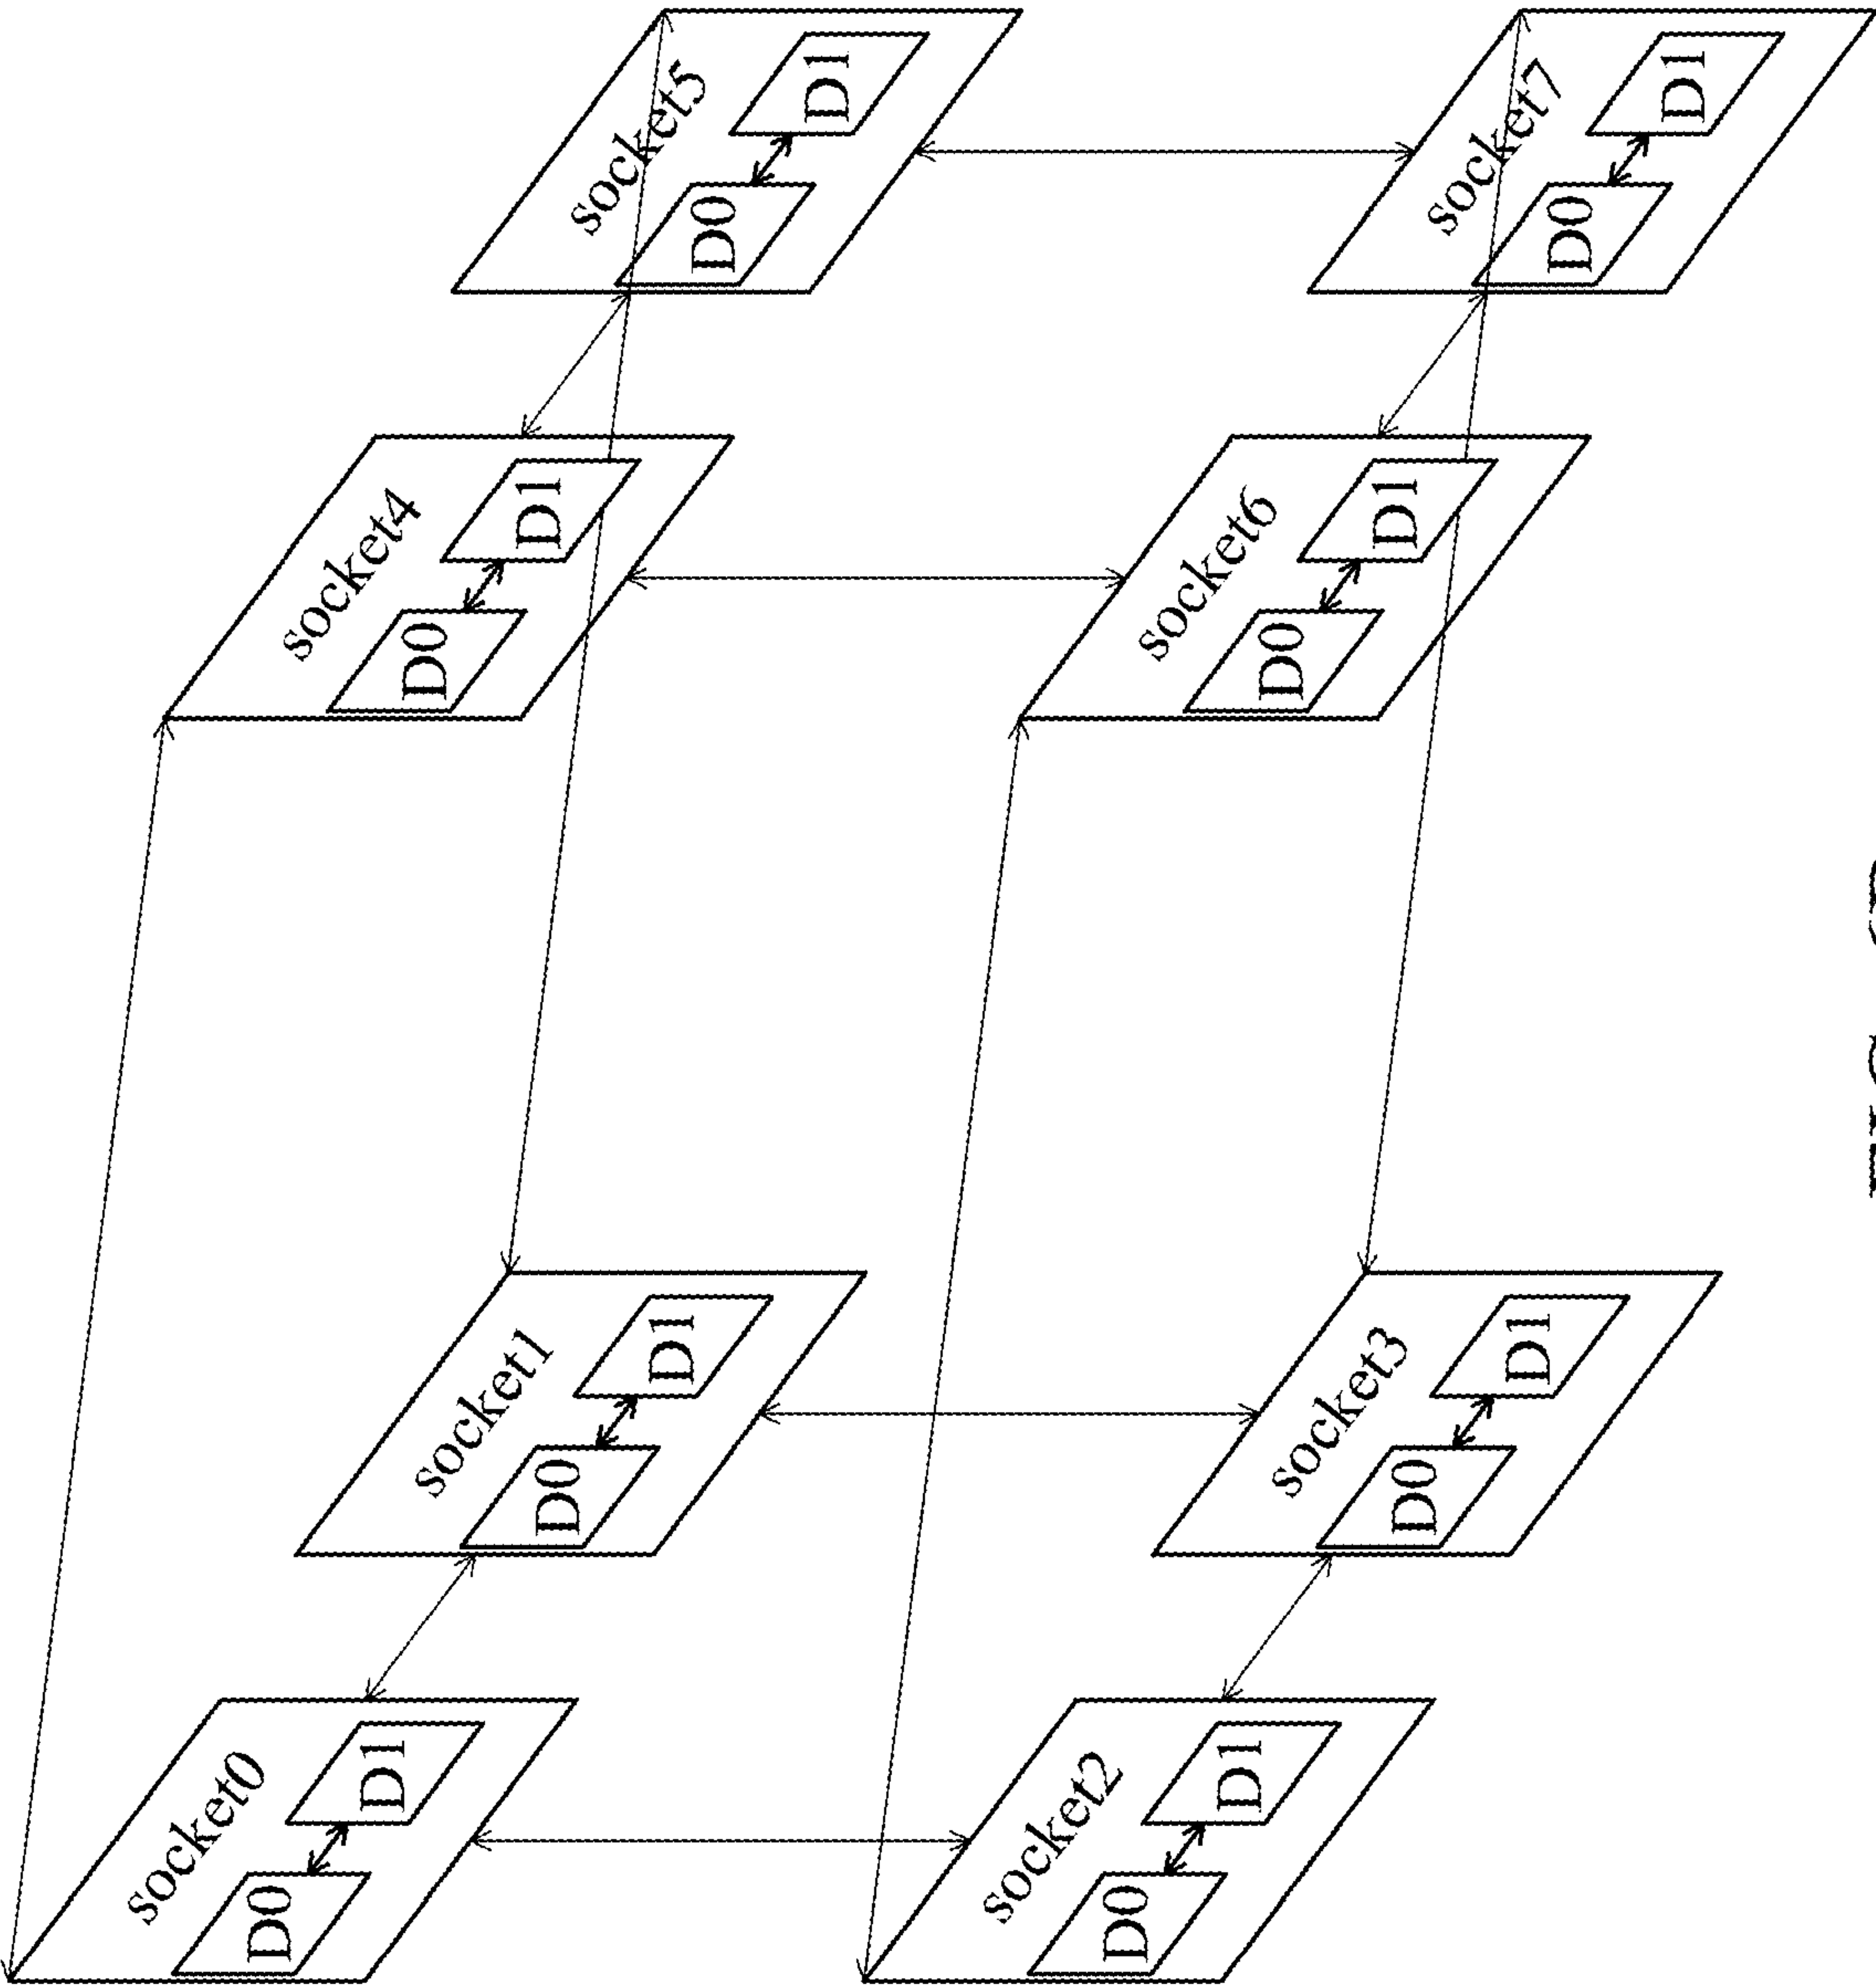 socket0
D0
D1
socket4
D0
D1
socket1
D0
D1
socket5
D0
D1
socket2
D0
D1
socket6
D0
D1
socket3
D0
D1
socket7
D0
D1